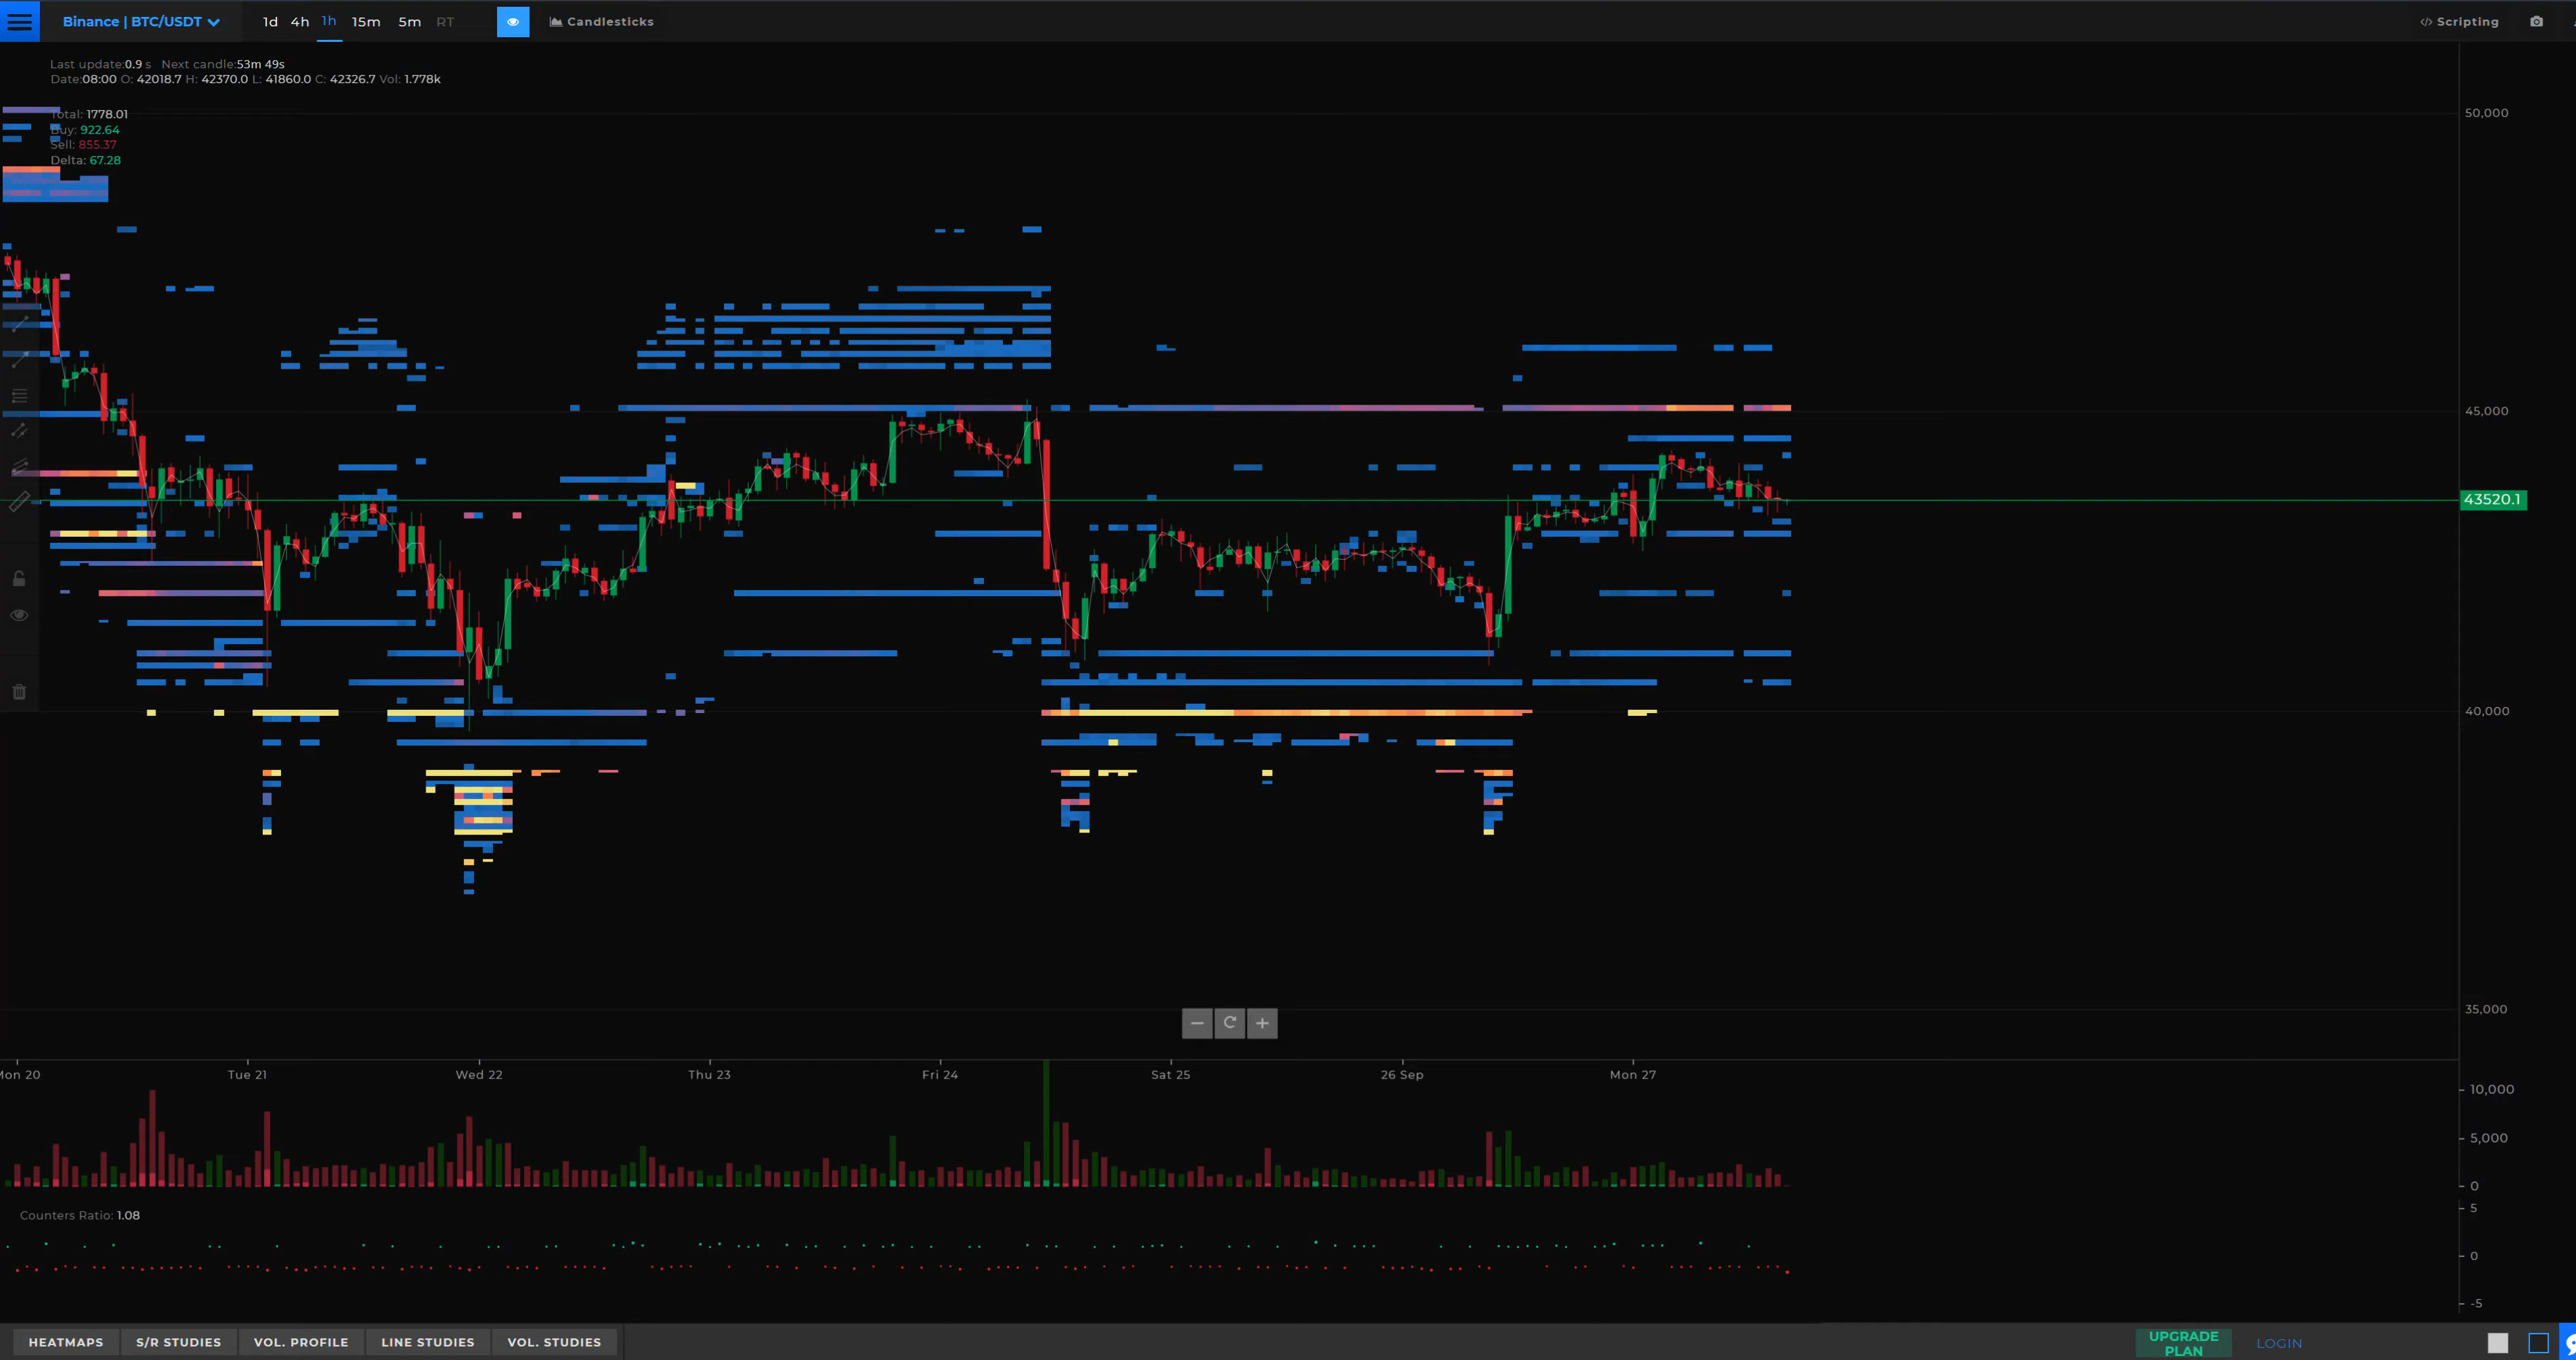 Binance | BTC/USDT 1d 4h 1h 15m 5m RT Candlesticks Scripting
Last update:0.9 s Next candle:53m 49s
Date:08:00 O: 42018.7 H: 42370.0 L: 41860.0 C: 42326.7 Vol: 1.778k
Total: 1778.01
Buy: 922.64
Sell: 855.37
Delta: 67.28
50,000
45,000
43520.1
40,000
35,000
Mon 20 Tue 21 Wed 22 Thu 23 Fri 24 Sat 25 26 Sep Mon 27
10,000
5,000
0
Counters Ratio: 1.08
5
0
-5
HEATMAPS S/R STUDIES VOL. PROFILE LINE STUDIES VOL. STUDIES UPGRADE PLAN LOGIN